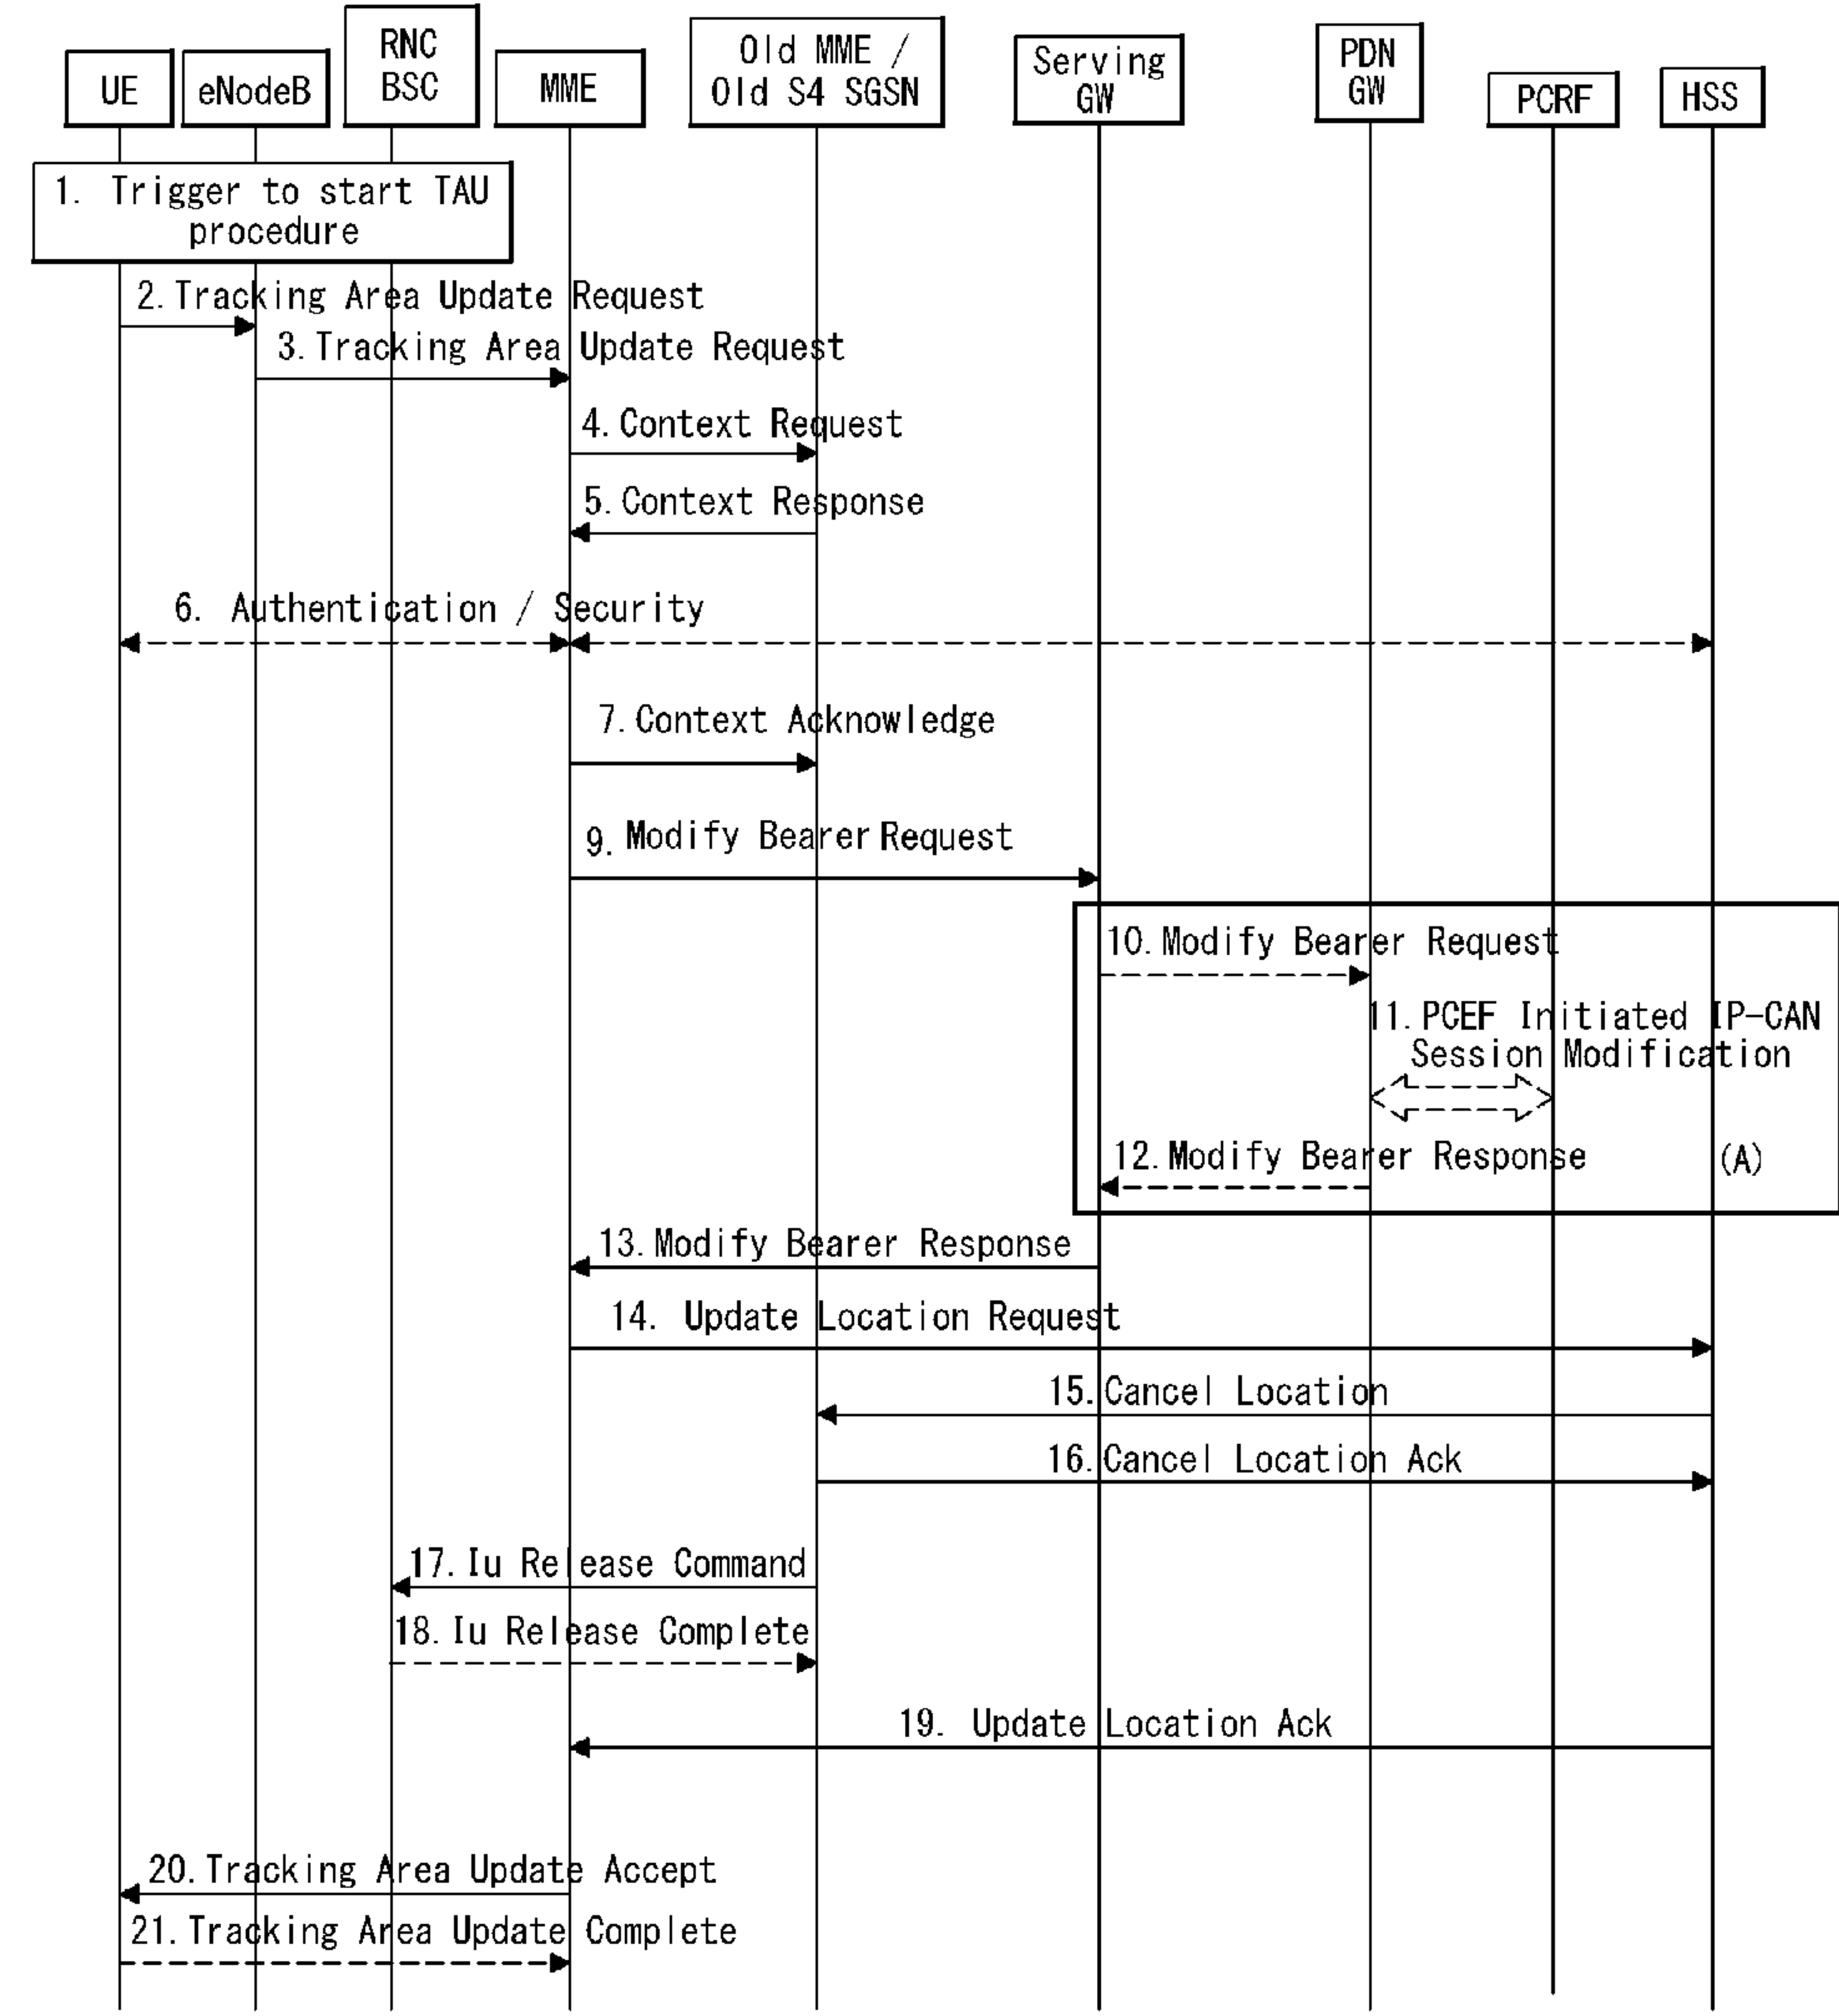 UE
eNodeB
RNC
BSC
MME
Old MME /
Old S4 SGSN
Serving
GW
PDN
GW
PCRF
HSS
1. Trigger to start TAU
procedure
2. Tracking Area Update Request
3. Tracking Area Update Request
4. Context Request
5. Context Response
6. Authentication / Security
7. Context Acknowledge
9. Modify Bearer Request
10. Modify Bearer Request
11. PCEF Initiated IP-CAN
Session Modification
12. Modify Bearer Response
(A)
13. Modify Bearer Response
14. Update Location Request
15. Cancel Location
16. Cancel Location Ack
17. Iu Release Command
18. Iu Release Complete
19. Update Location Ack
20. Tracking Area Update Accept
21. Tracking Area Update Complete